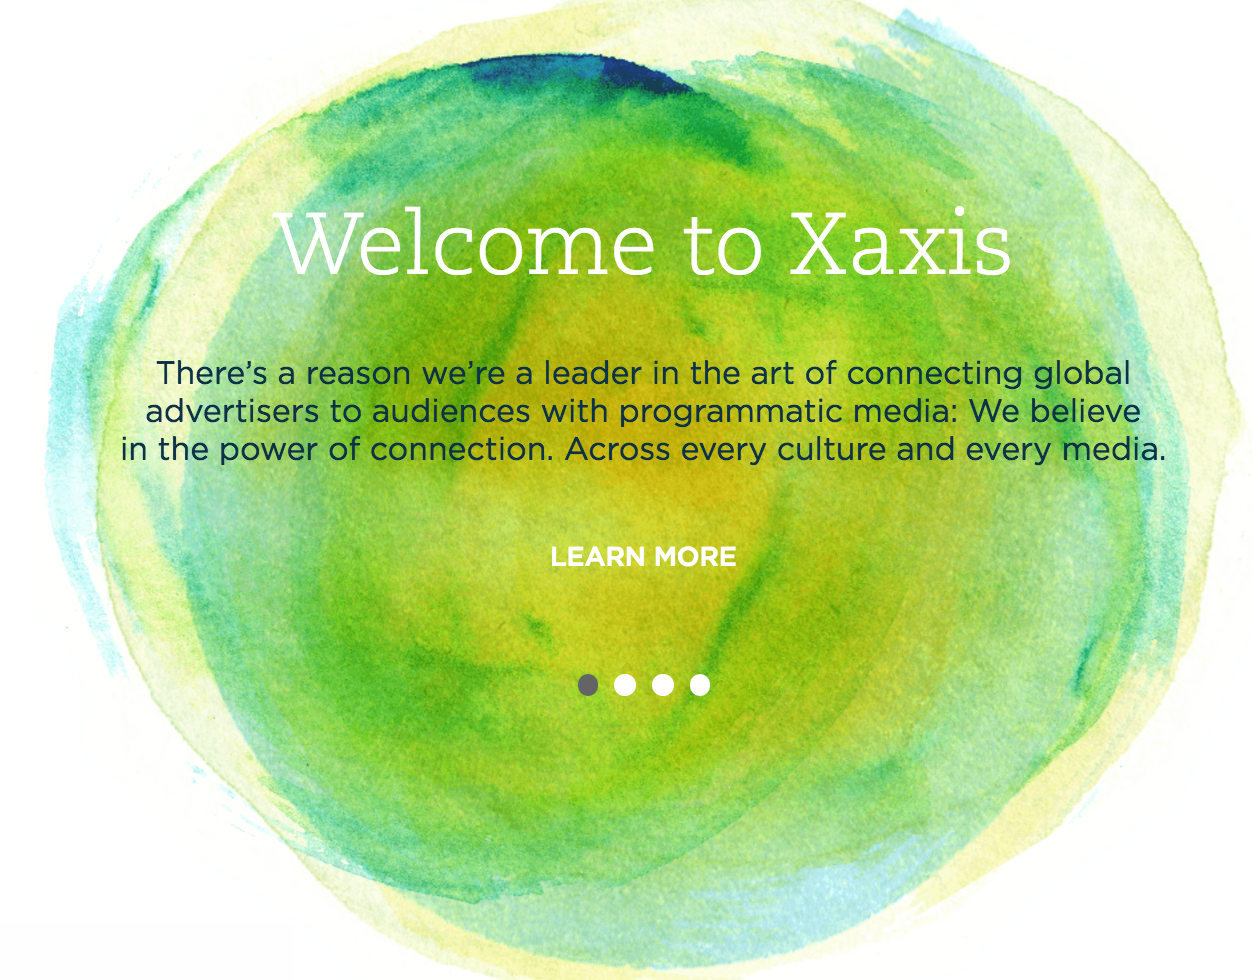 Welcome to Xaxis
There’s a reason we’re a leader in the art of connecting global
advertisers to audiences with programmatic media: We believe
in the power of connection. Across every culture and every media.
LEARN MORE